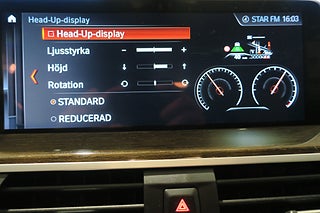 Head-Up-display
STAR FM 16:03
Head-Up-display
Ljusstyrka
Höjd
Rotation
STANDARD
REDUCERAD